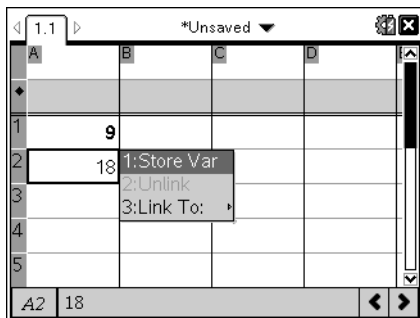 1.1 *Unsaved
A B C D E
1 9
2 18 1:Store Var
2:Unlink
3 3:Link To:
4
5
A2 18